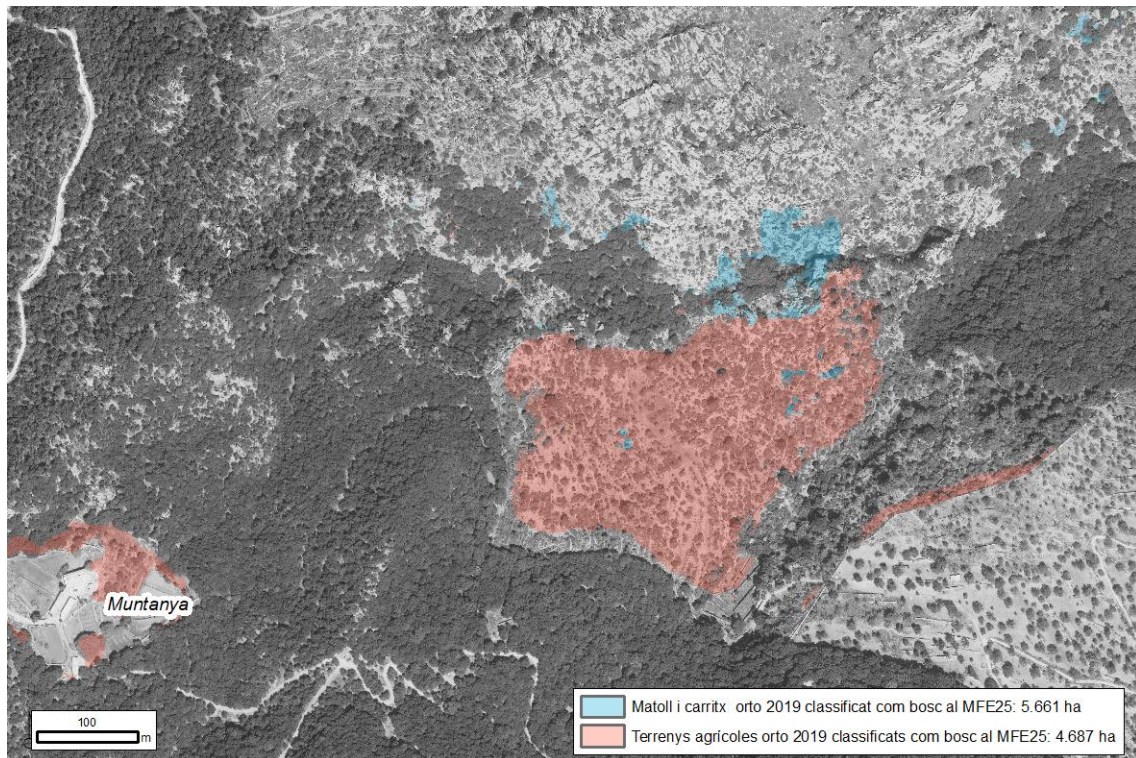 Muntanya
100
m
Matoll i carritx orto 2019 classificat com bosc al MFE25: 5.661 ha
Terrenys agrícoles orto 2019 classificats com bosc al MFE25: 4.687 ha